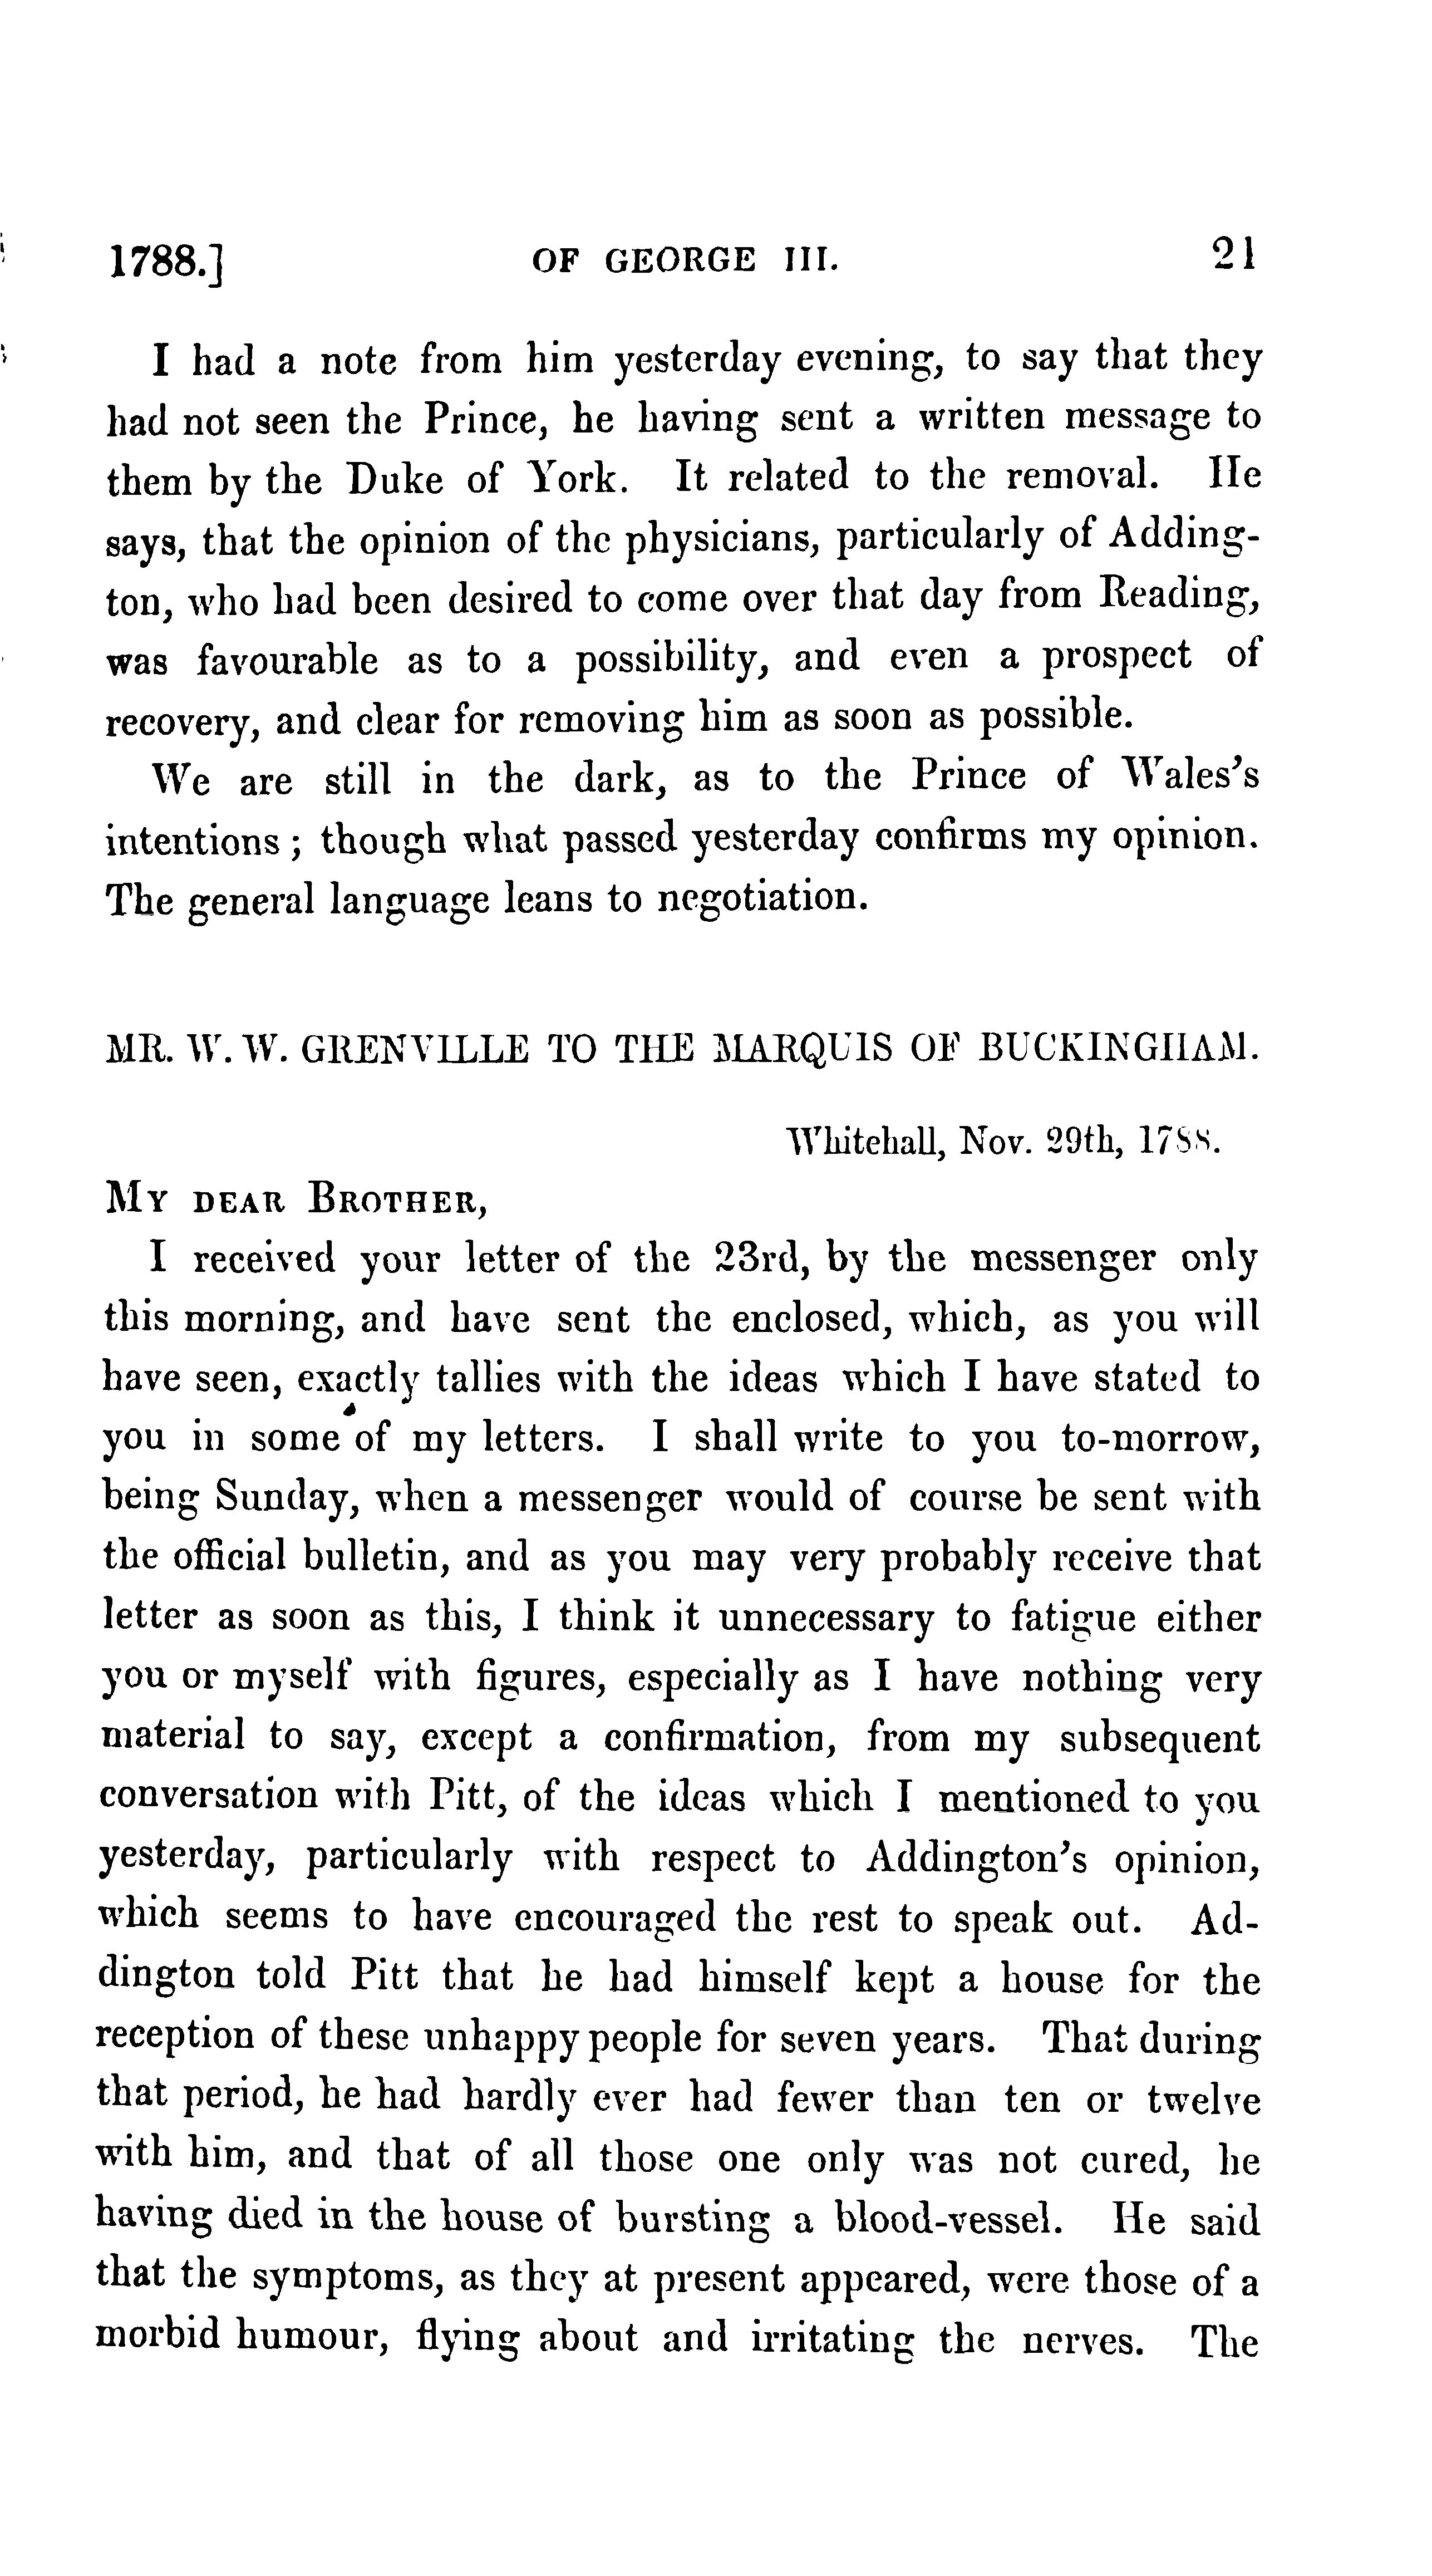 1788.] OF GEORGE III. 21
I had a note from him yesterday evening, to say that they
had not seen the Prince, he having sent a written message to
them by the Duke of York. It related to the removal. He
says, that the opinion of the physicians, particularly of Adding-
ton, who had been desired to come over that day from Reading,
was favourable as to a possibility, and even a prospect of
recovery, and clear for removing him as soon as possible.
We are still in the dark, as to the Prince of Wales's
intentions; though what passed yesterday confirms my opinion.
The general language leans to negotiation.
MR. W. W. GRENVILLE TO THE MARQUIS OF BUCKINGHAM.
Whitehall, Nov. 29th, 1788.
MY DEAR BROTHER,
I received your letter of the 23rd, by the messenger only
this morning, and have sent the enclosed, which, as you will
have seen, exactly tallies with the ideas which I have stated to
you in some of my letters. I shall write to you to-morrow,
being Sunday, when a messenger would of course be sent with
the official bulletin, and as you may very probably receive that
letter as soon as this, I think it unnecessary to fatigue either
you or myself with figures, especially as I have nothing very
material to say, except a confirmation, from my subsequent
conversation with Pitt, of the ideas which I mentioned to you
yesterday, particularly with respect to Addington's opinion,
which seems to have encouraged the rest to speak out. Ad-
dington told Pitt that he had himself kept a house for the
reception of these unhappy people for seven years. That during
that period, he had hardly ever had fewer than ten or twelve
with him, and that of all those one only was not cured, he
having died in the house of bursting a blood-vessel. He said
that the symptoms, as they at present appeared, were those of a
morbid humour, flying about and irritating the nerves. The